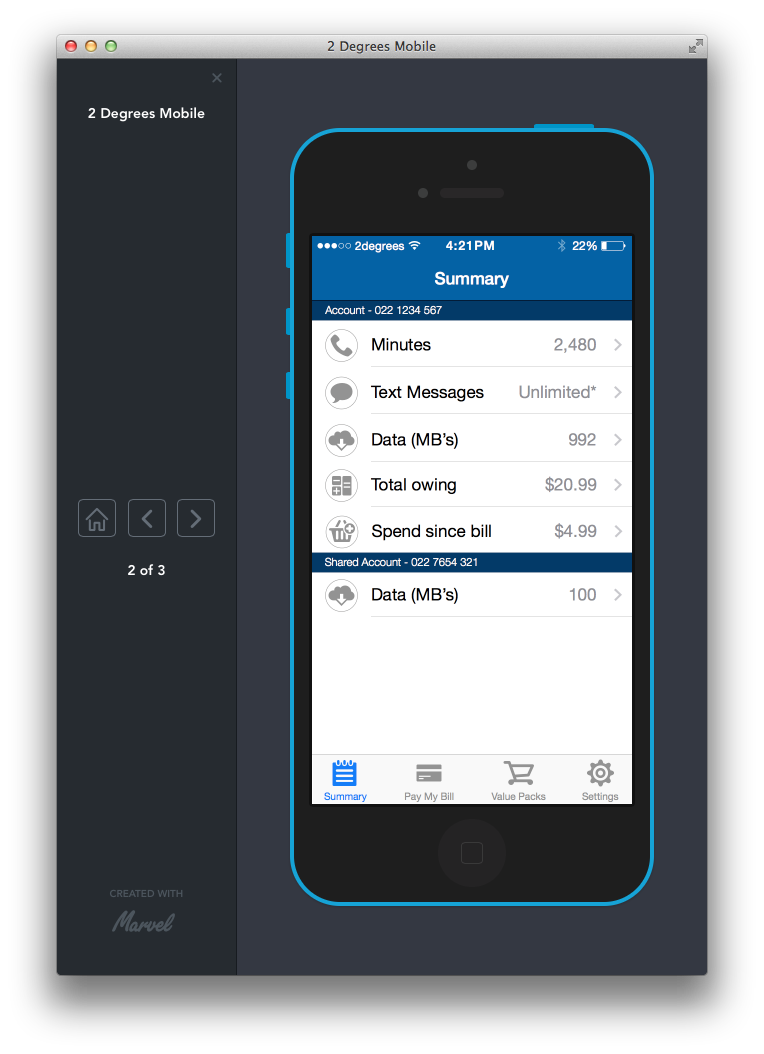 2 Degrees Mobile
×
2 Degrees Mobile
2 of 3
CREATED WITH
Marvel
2degrees 4:21 PM 22%
Summary
Account - 022 1234 567
Minutes 2,480
Text Messages Unlimited*
Data (MB's) 992
Total owing $20.99
Spend since bill $4.99
Shared Account - 022 7654 321
Data (MB's) 100
Summary Pay My Bill Value Packs Settings